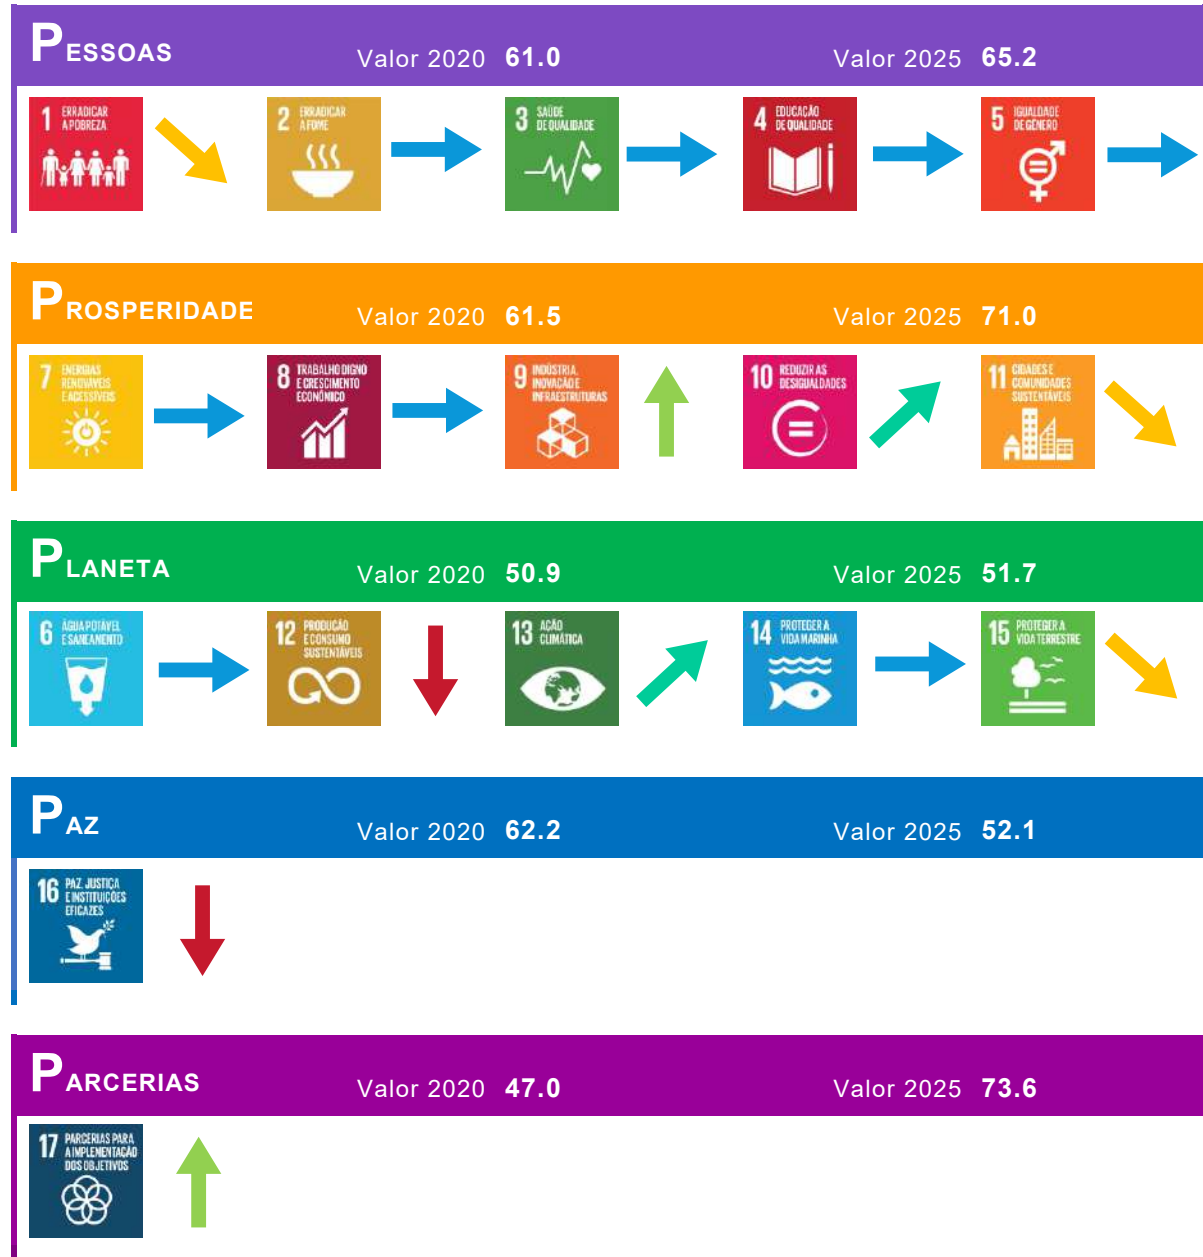 PESSOAS Valor 2020 61.0 Valor 2025 65.2
1 ERRADICAR
A POBREZA
2 ERRADICAR
A FOME
3 SAÚDE
DE QUALIDADE
4 EDUCAÇÃO
DE QUALIDADE
5 IGUALDADE
DE GÉNERO
PROSPERIDADE Valor 2020 61.5 Valor 2025 71.0
7 ENERGIAS
RENOVÁVEIS
E ACESSÍVEIS
8 TRABALHO DIGNO
E CRESCIMENTO
ECONÓMICO
9 INDÚSTRIA,
INOVAÇÃO E
INFRAESTRUTURAS
10 REDUZIR AS
DESIGUALDADES
11 CIDADES E
COMUNIDADES
SUSTENTÁVEIS
PLANETA Valor 2020 50.9 Valor 2025 51.7
6 ÁGUA POTÁVEL
E SANEAMENTO
12 PRODUÇÃO
E CONSUMO
SUSTENTÁVEIS
13 AÇÃO
CLIMÁTICA
14 PROTEGER A
VIDA MARINHA
15 PROTEGER A
VIDA TERRESTRE
PAZ Valor 2020 62.2 Valor 2025 52.1
16 PAZ, JUSTIÇA
E INSTITUIÇÕES
EFICAZES
PARCERIAS Valor 2020 47.0 Valor 2025 73.6
17 PARCERIAS PARA
A IMPLEMENTAÇÃO
DOS OBJETIVOS